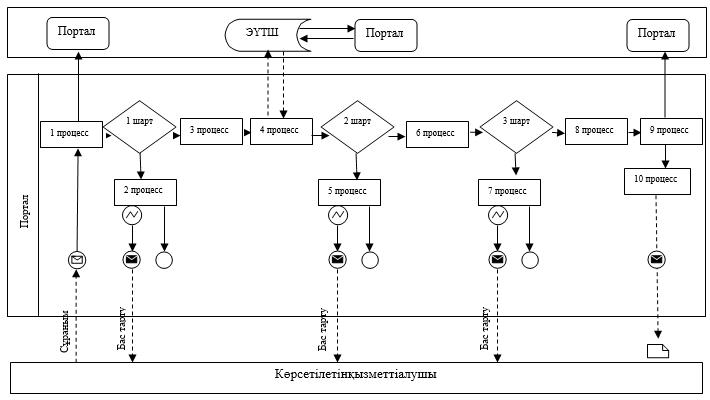 Портал
ЭҮТШ
Портал
Портал
1 процесс
1 шарт
3 процесс
4 процесс
2 шарт
6 процесс
3 шарт
8 процесс
9 процесс
2 процесс
5 процесс
7 процесс
10 процесс
Портал
Сұраным
Бас тарту
Бас тарту
Бас тарту
Көрсетілетінқызметтіалушы